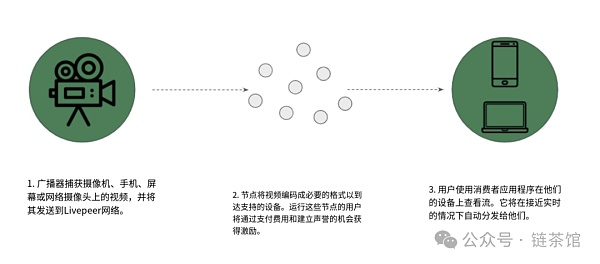 1. 广播器捕获摄像机、手机、屏
幕或网络摄像头上的视频，并将
其发送到Livepeer网络。
2. 节点将视频编码成必要的格式以到
达支持的设备。运行这些节点的用户
将通过支付费用和建立声誉的机会获
得激励。
3. 用户使用消费者应用程序在他们
的设备上查看流。它将在接近实时
的情况下自动分发给他们。
公众号 · 链茶馆